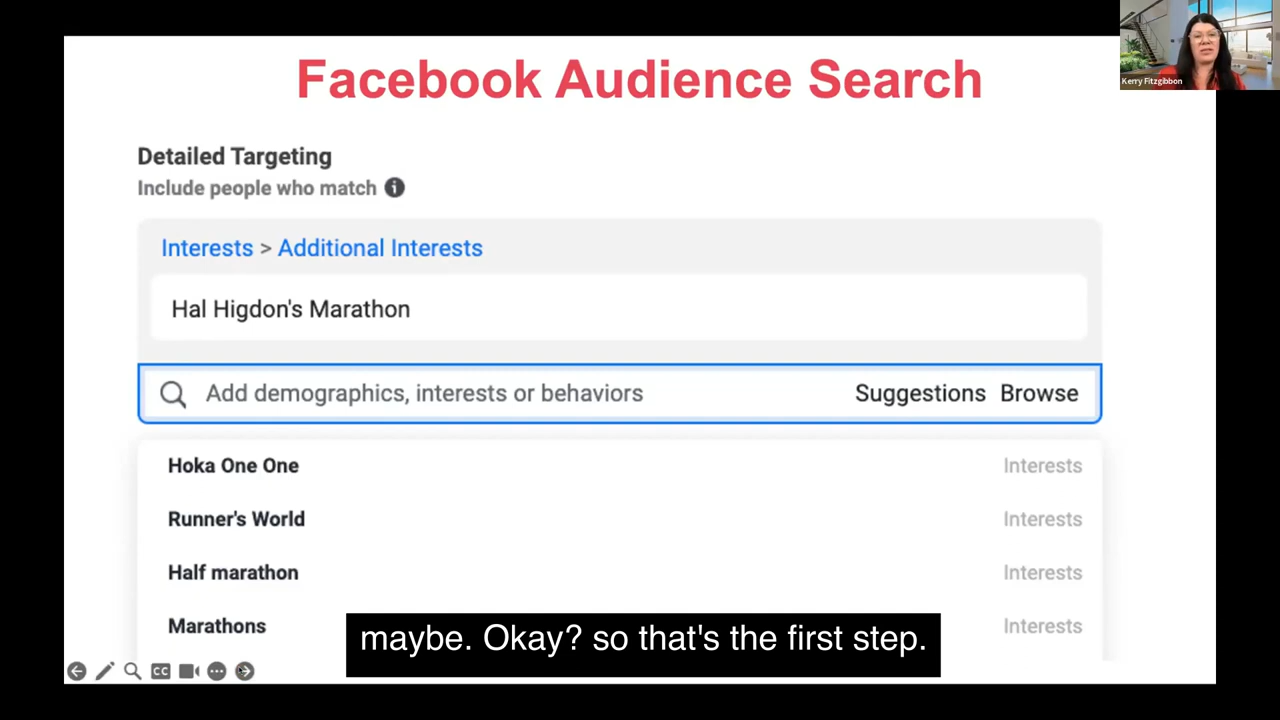 Facebook Audience Search
Kerry Fitzgibbon
Detailed Targeting
Include people who match
Interests > Additional Interests
Hal Higdon's Marathon
Add demographics, interests or behaviors Suggestions Browse
Hoka One One Interests
Runner's World Interests
Half marathon Interests
Marathons Interests
maybe. Okay? so that's the first step.
CC